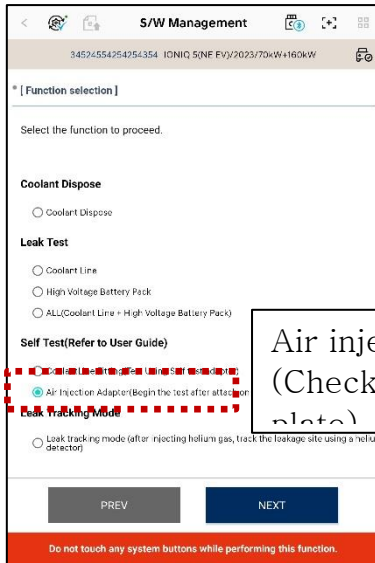 S/W Management
34524554254254354 IONIQ 5(NE EV)/2023/70kW+160kW
* [ Function selection ]
Select the function to proceed.
Coolant Dispose
Coolant Dispose
Leak Test
Coolant Line
High Voltage Battery Pack
ALL(Coolant Line + High Voltage Battery Pack)
Self Test(Refer to User Guide)
Air inje
(Check
Air Injection Adapter(Begin the test after
Leak Tracking Mode
Leak tracking mode (after injecting helium gas, track the leakage site using a heliu
detector)
PREV NEXT
Do not touch any system buttons while performing this function.